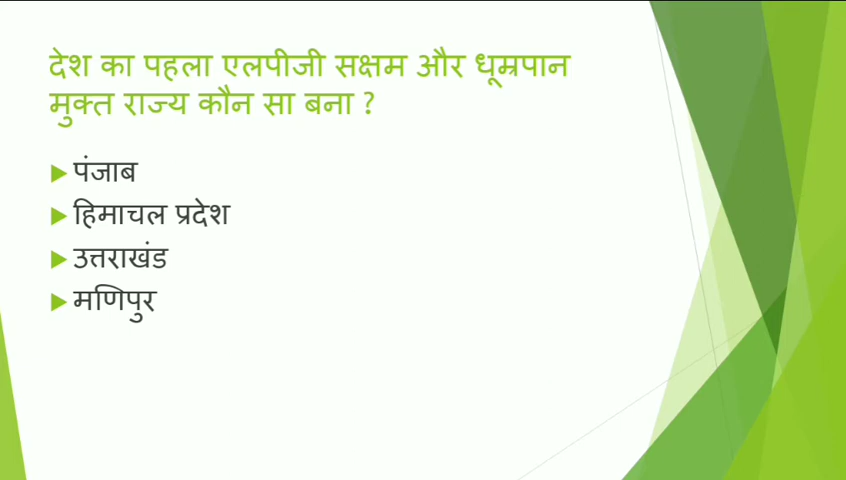 देश का पहला एलपीजी सक्षम और धूम्रपान
मुक्त राज्य कौन सा बना ?
पंजाब
हिमाचल प्रदेश
उत्तराखंड
मणिपुर